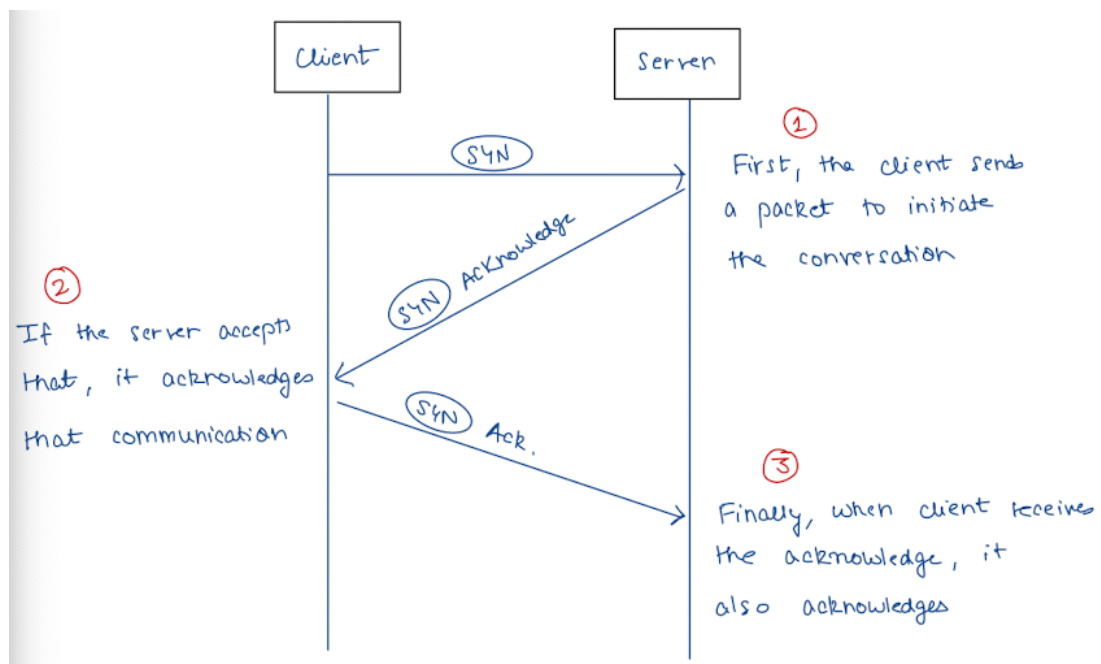 Client
Server
SYN
1
First, the client sends
a packet to initiate
the conversation
SYN Acknowledge
2
If the server accepts
that, it acknowledges
that communication
SYN Ack.
3
Finally, when client receives
the acknowledge, it
also acknowledges